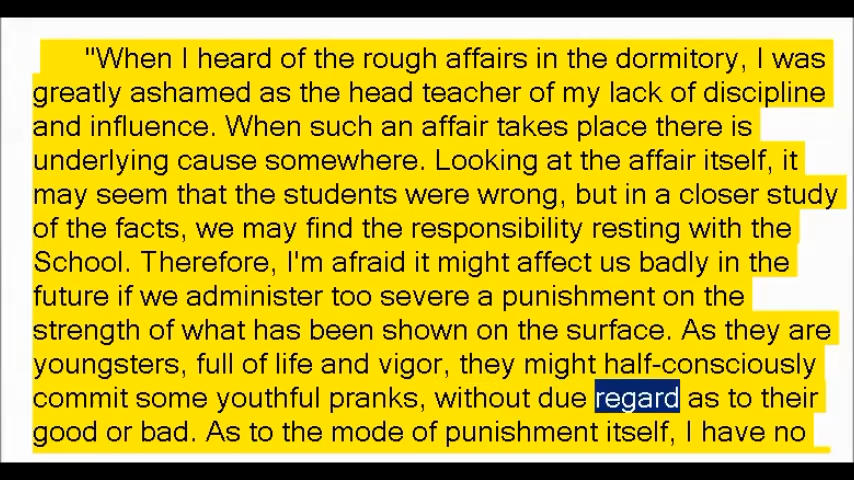 "When I heard of the rough affairs in the dormitory, I was
greatly ashamed as the head teacher of my lack of discipline
and influence. When such an affair takes place there is
underlying cause somewhere. Looking at the affair itself, it
may seem that the students were wrong, but in a closer study
of the facts, we may find the responsibility resting with the
School. Therefore, I'm afraid it might affect us badly in the
future if we administer too severe a punishment on the
strength of what has been shown on the surface. As they are
youngsters, full of life and vigor, they might half-consciously
commit some youthful pranks, without due regard as to their
good or bad. As to the mode of punishment itself, I have no